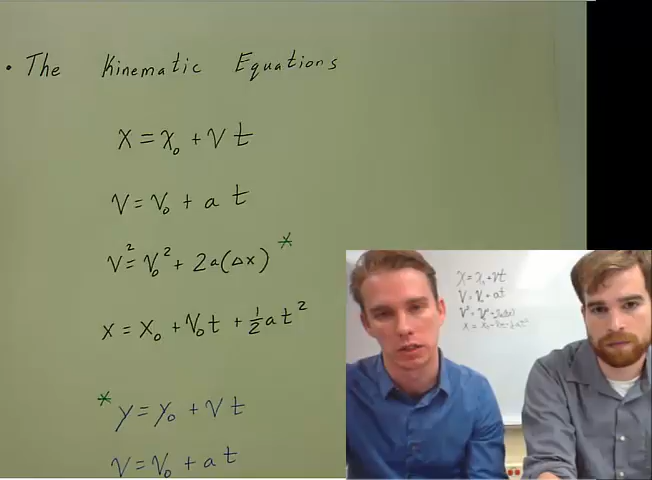 • The Kinematic Equations
x = x₀ + v t
v = v₀ + a t
v² = v₀² + 2a(Δx) *
x = x₀ + v₀t + ½at²
* y = y₀ + v t
v = v₀ + a t
x = x₀ + vt
v = v₀ + at